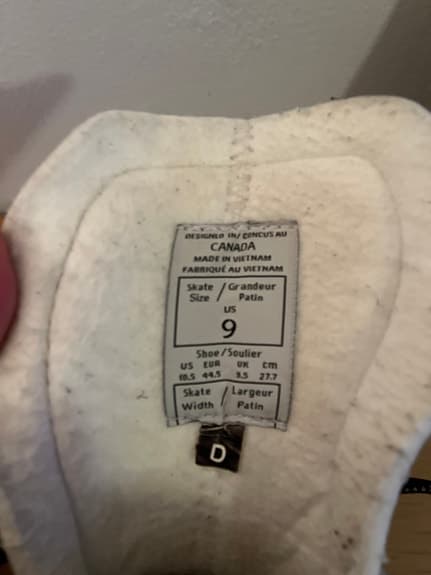 DESIGNED IN/CONCUS AU
CANADA
MADE IN VIETNAM
FABRIQUÉ AU VIETNAM
Skate / Grandeur
Size / Patin
US
9
Shoe/Soulier
US EUR UK cm
10.5 44.5 9.5 27.7
Skate / Largeur
Width / Patin
D